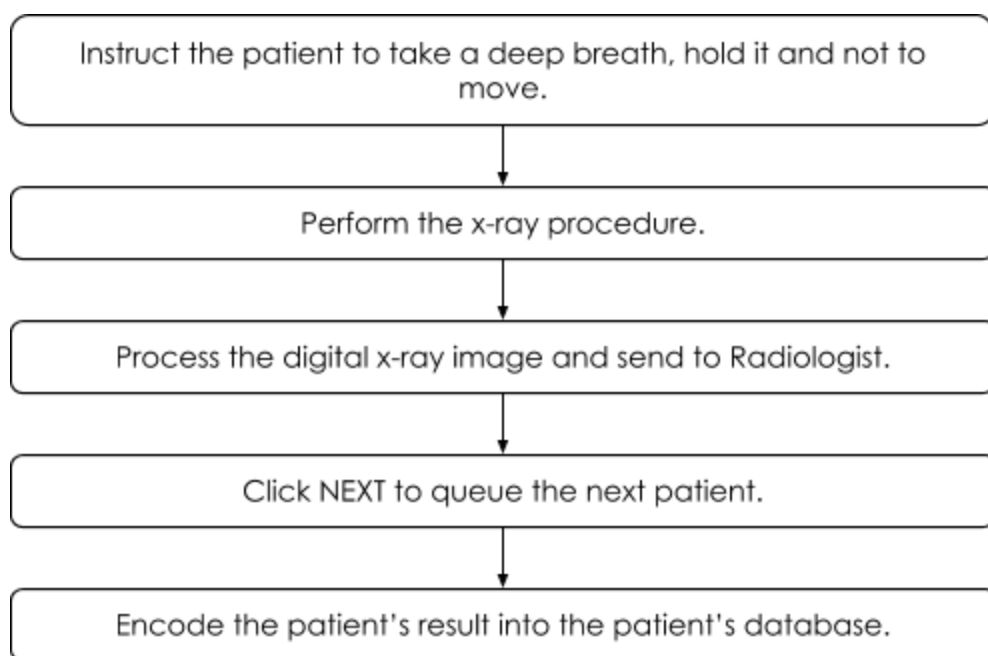 Instruct the patient to take a deep breath, hold it and not to
move.
Perform the x-ray procedure.
Process the digital x-ray image and send to Radiologist.
Click NEXT to queue the next patient.
Encode the patient’s result into the patient’s database.